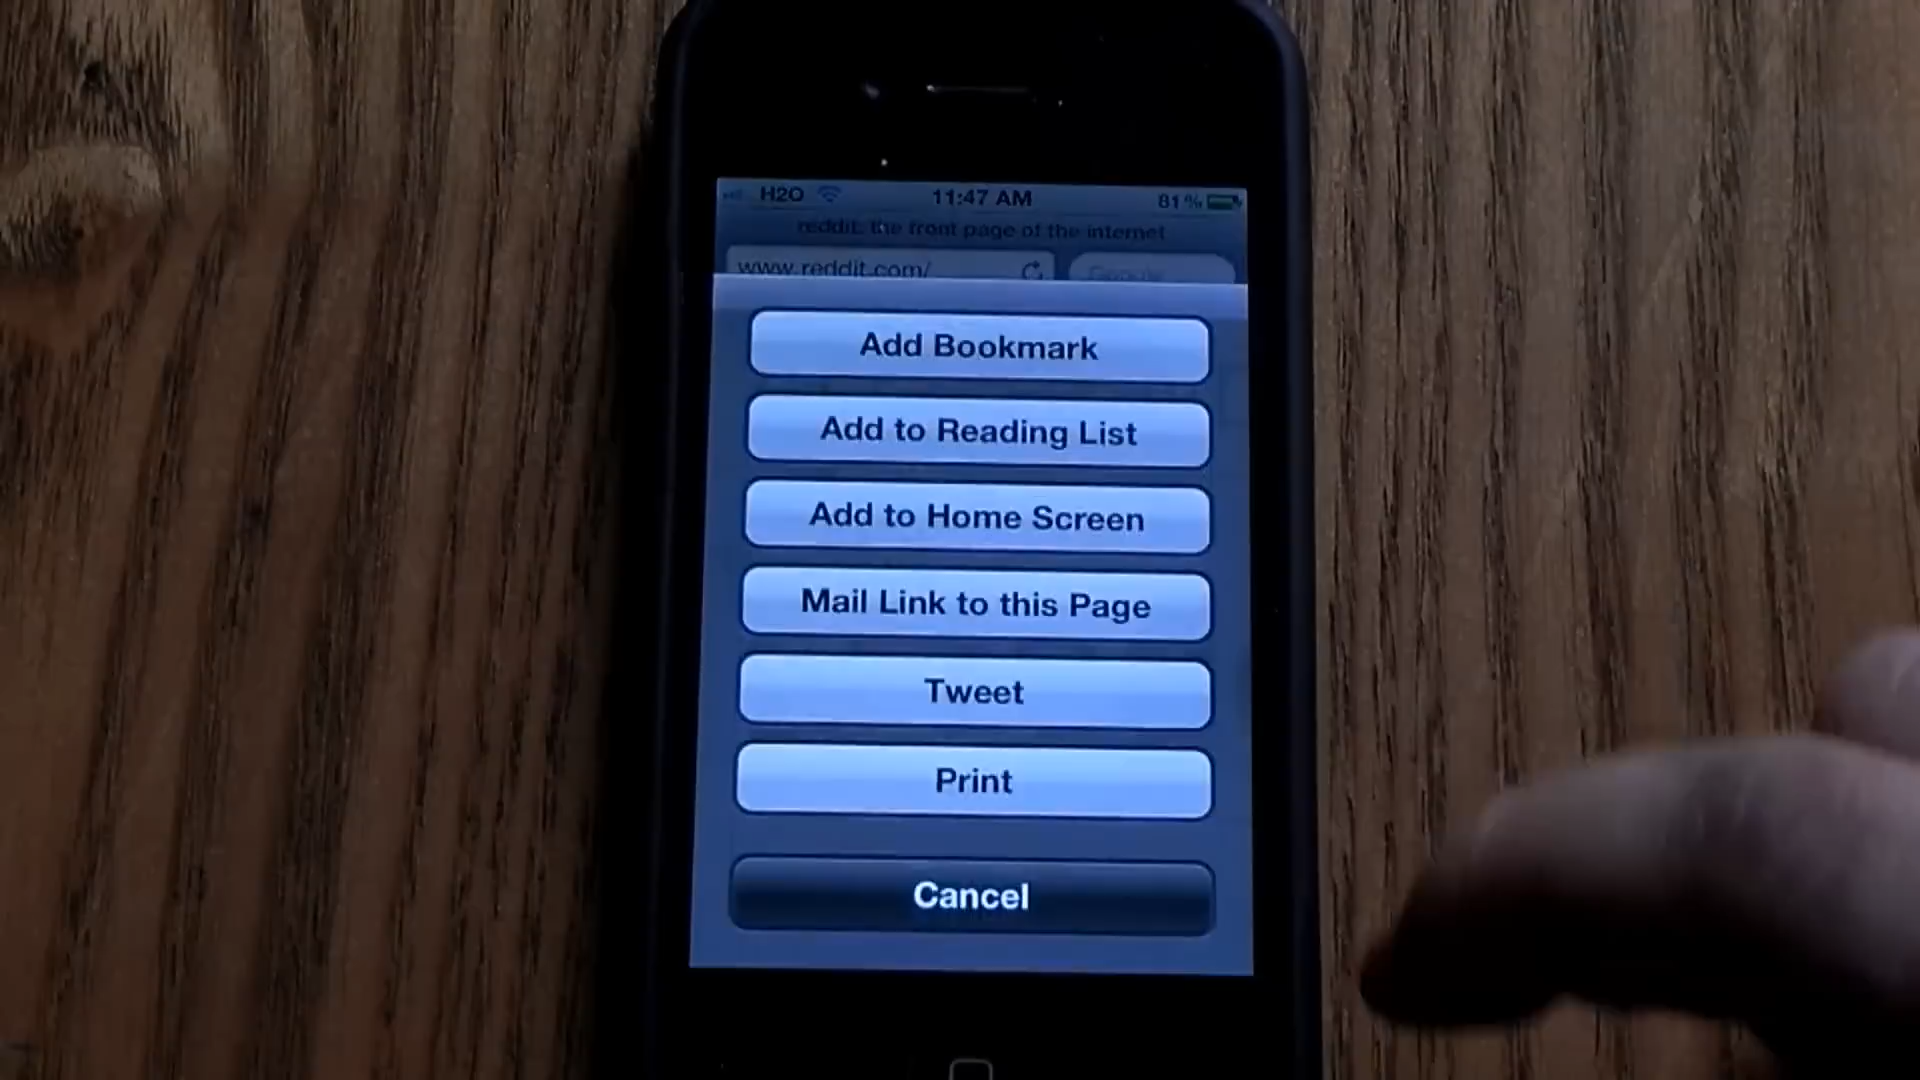 H2O 11:47 AM 81%
reddit: the front page of the internet
www.reddit.com/ Google
Add Bookmark
Add to Reading List
Add to Home Screen
Mail Link to this Page
Tweet
Print
Cancel